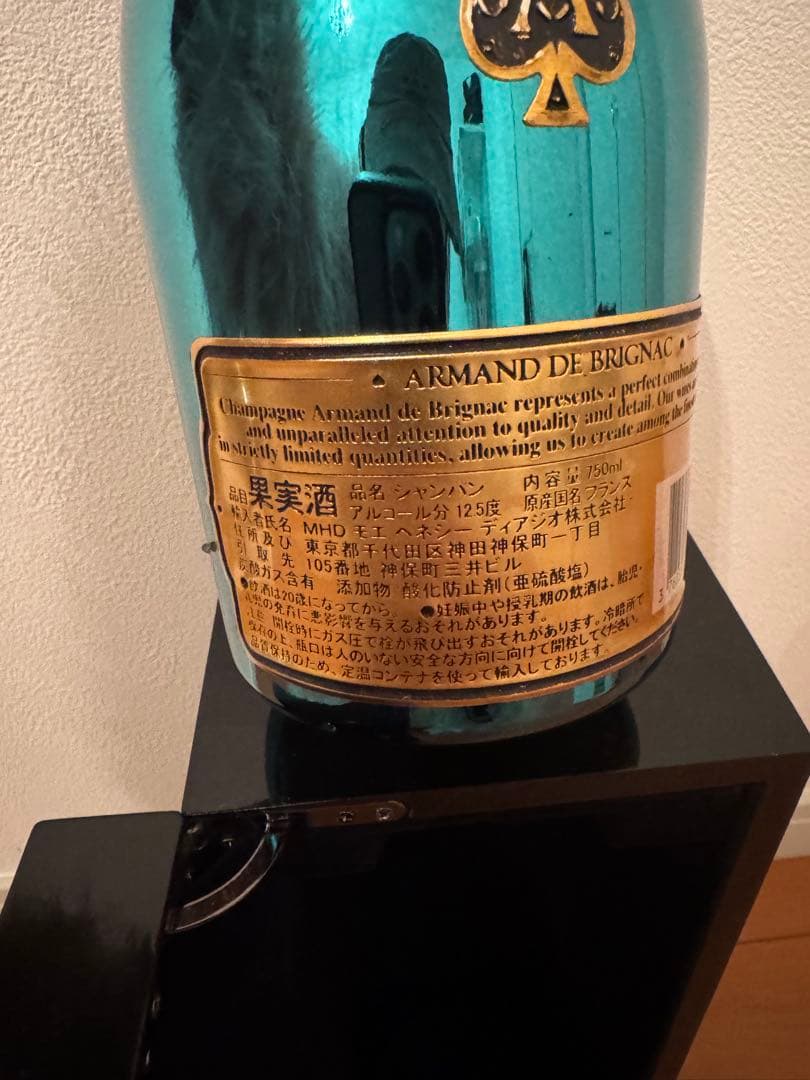 ARMAND DE BRIGNAC
Champagne Armand de Brignac represents a perfect
and unparalleled attention to quality and detail. Our wines
in strictly limited quantities, allowing us to create among the
品目 果実酒 品名 シャンパン 内容量 750ml
アルコール分 12.5度 原産国名 フランス
輸入者氏名 MHD モエ ヘネシー ディアジオ株式会社
住所及び 東京都千代田区神田神保町一丁目
引取先 105番地 神保町三井ビル
炭酸ガス含有 添加物 酸化防止剤(亜硫酸塩)
●飲酒は20歳になってから。 ●妊娠中や授乳期の飲酒は、胎児・
乳児の発育に悪影響を与えるおそれがあります。
注意 開栓時にガス圧で栓が飛び出すおそれがあります。冷暗所で
保存の上、瓶口は人のいない安全な方向に向けて開栓してください。
品質保持のため、定温コンテナを使って輸入しております。